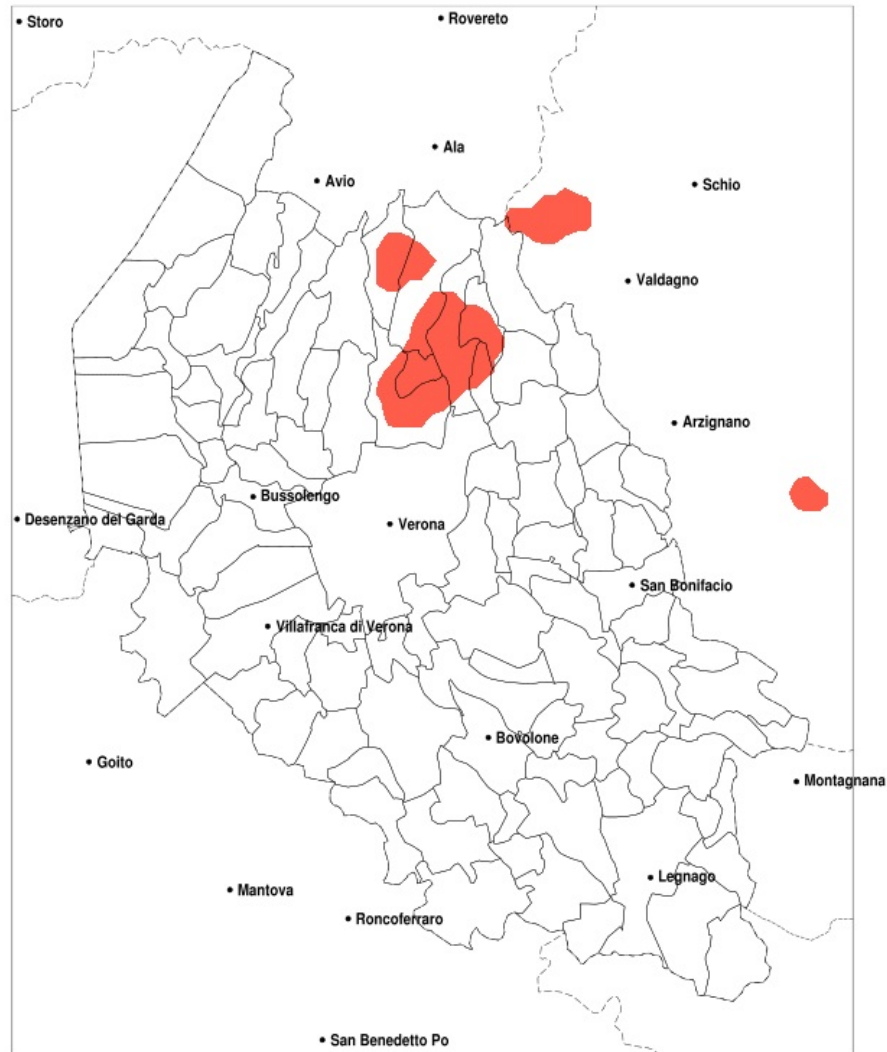 Storo
Rovereto
Ala
Avio
Schio
Valdagno
Arzignano
Bussolengo
Desenzano del Garda
Verona
San Bonifacio
Villafranca di Verona
Bovolone
Goito
Montagnana
Legnago
Mantova
Roncoferraro
San Benedetto Po